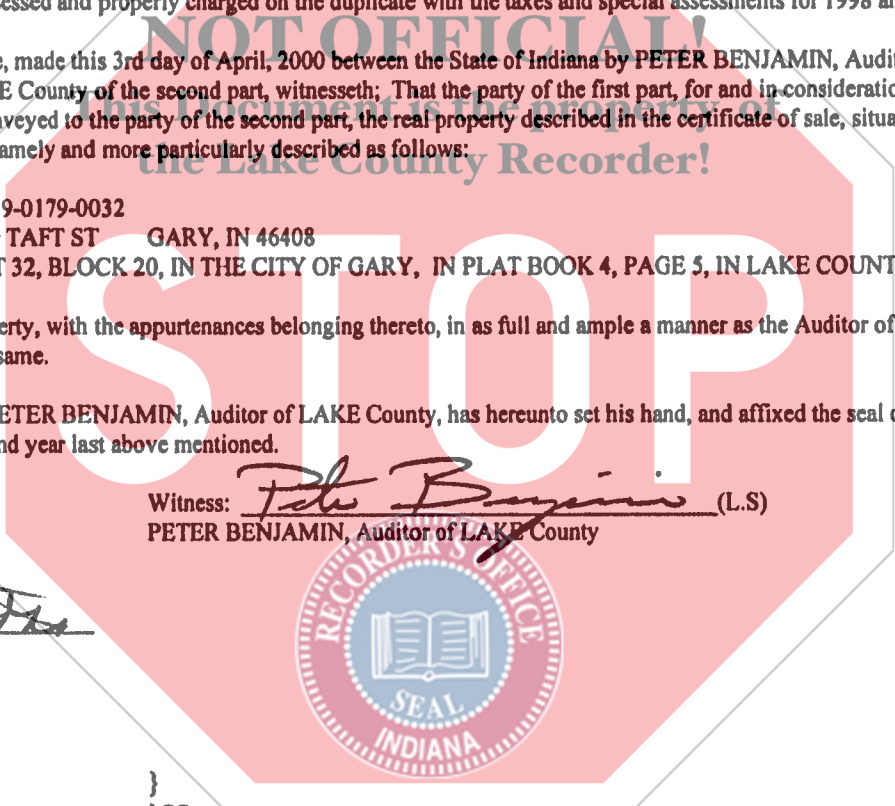 essed and properly charged on the duplicate with the taxes and special assessments for 1998 an
NOT OFFICIAL!
e, made this 3rd day of April, 2000 between the State of Indiana by PETER BENJAMIN, Audit
E County of the second part, witnesseth; That the party of the first part, for and in consideratio
This Document is the property of
nveyed to the party of the second part, the real property described in the certificate of sale, situa
amely and more particularly described as follows:
the Lake County Recorder!
9-0179-0032
TAFT ST GARY, IN 46408
T 32, BLOCK 20, IN THE CITY OF GARY, IN PLAT BOOK 4, PAGE 5, IN LAKE COUNT
STOP
erty, with the appurtenances belonging thereto, in as full and ample a manner as the Auditor of
same.
ETER BENJAMIN, Auditor of LAKE County, has hereunto set his hand, and affixed the seal o
nd year last above mentioned.
Witness: Peter Benjamin (L.S)
PETER BENJAMIN, Auditor of LAKE County
RECORDER'S OFFICE
SEAL
INDIANA
}